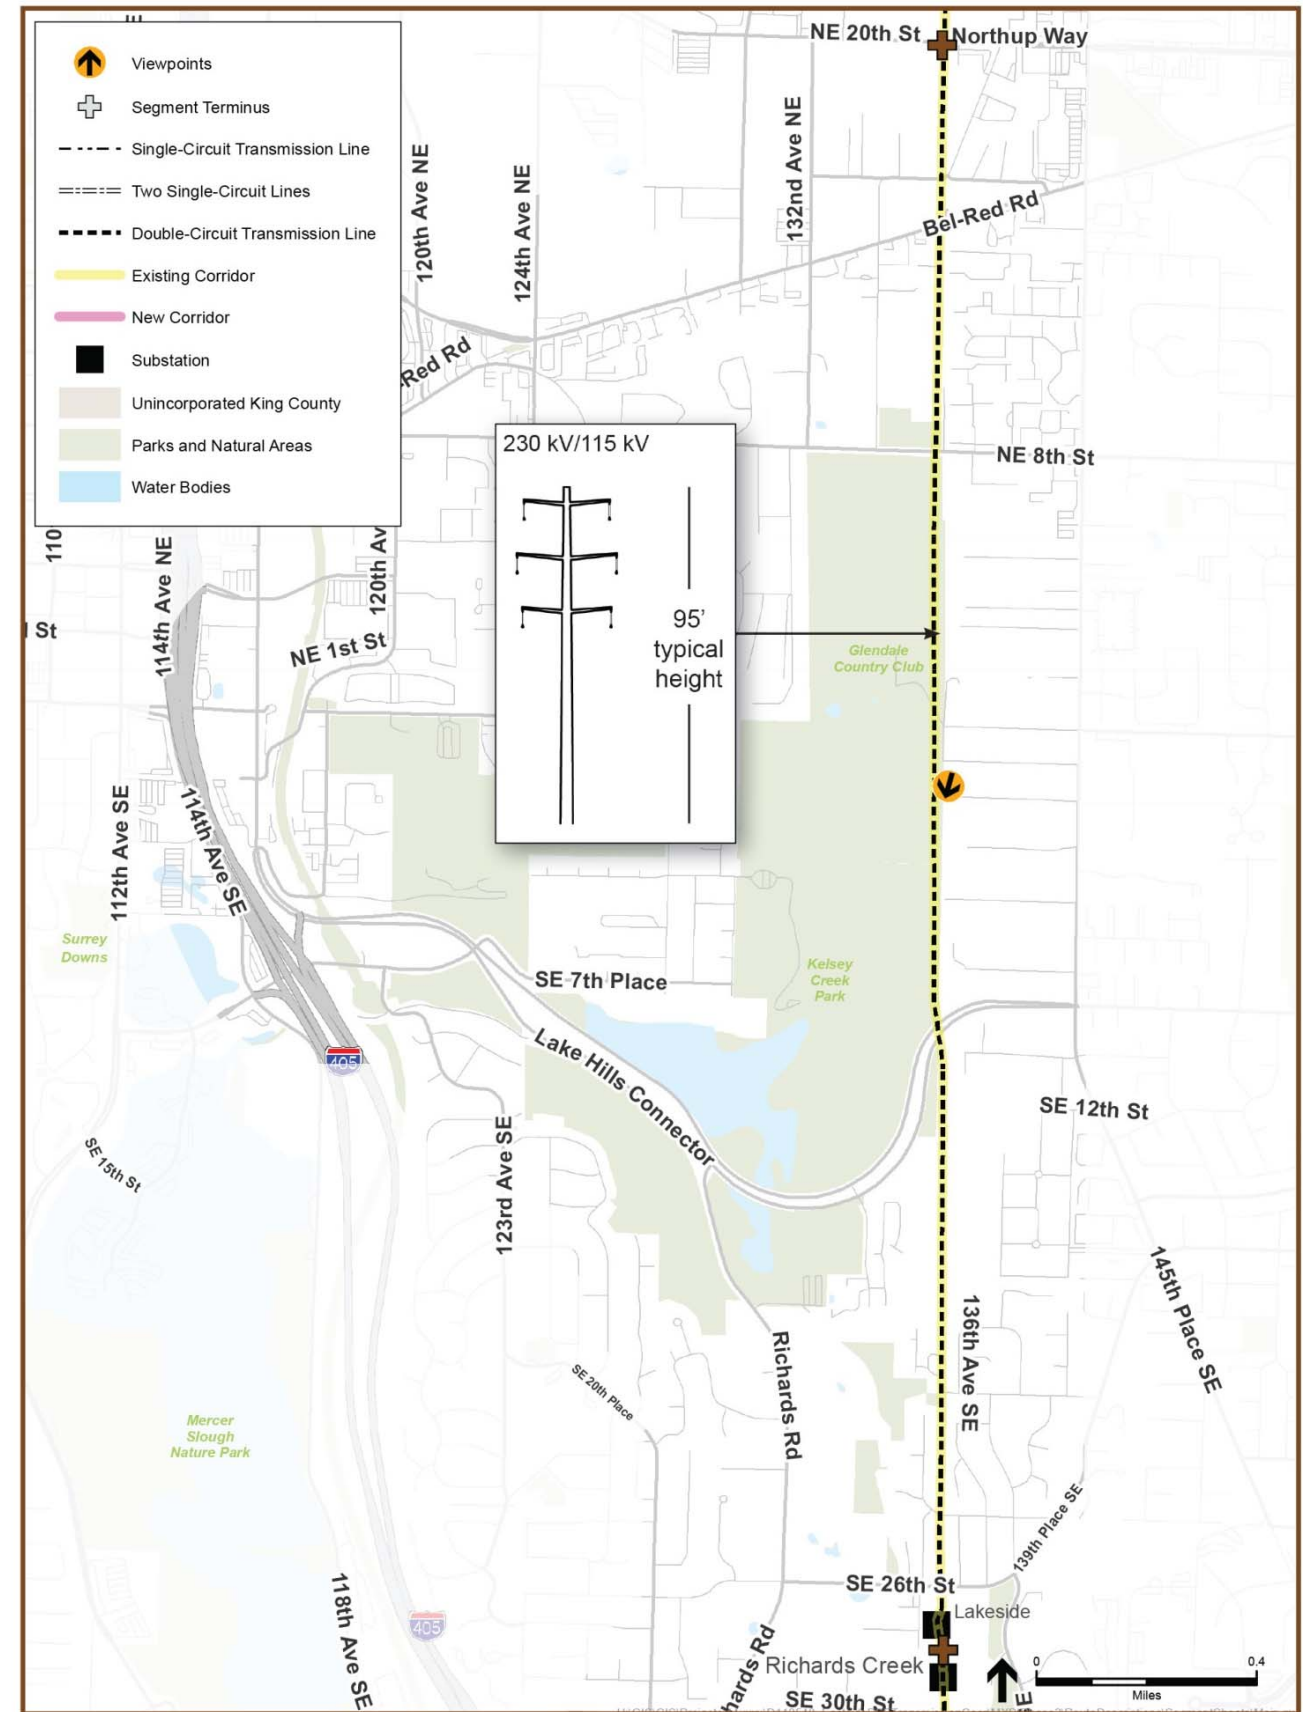 NE 20th St
Northup Way
Viewpoints
Segment Terminus
Single-Circuit Transmission Line
Two Single-Circuit Lines
Double-Circuit Transmission Line
Existing Corridor
New Corridor
Substation
Unincorporated King County
Parks and Natural Areas
Water Bodies
120th Ave NE
124th Ave NE
132nd Ave NE
Bel-Red Rd
-Red Rd
NE 8th St
230 kV/115 kV
95’
typical
height
110
114th Ave NE
120th Av
St
NE 1st St
Glendale
Country Club
112th Ave SE
114th Ave SE
Surrey
Downs
SE 7th Place
Kelsey
Creek
Park
Lake Hills Connector
405
SE 12th St
SE 15th St
123rd Ave SE
145th Place SE
136th Ave SE
Richards Rd
SE 20th Place
Mercer
Slough
Nature Park
139th Place SE
SE 26th St
Lakeside
118th Ave SE
405
hards Rd
Richards Creek
0
0.4
Miles
SE 30th St
SE